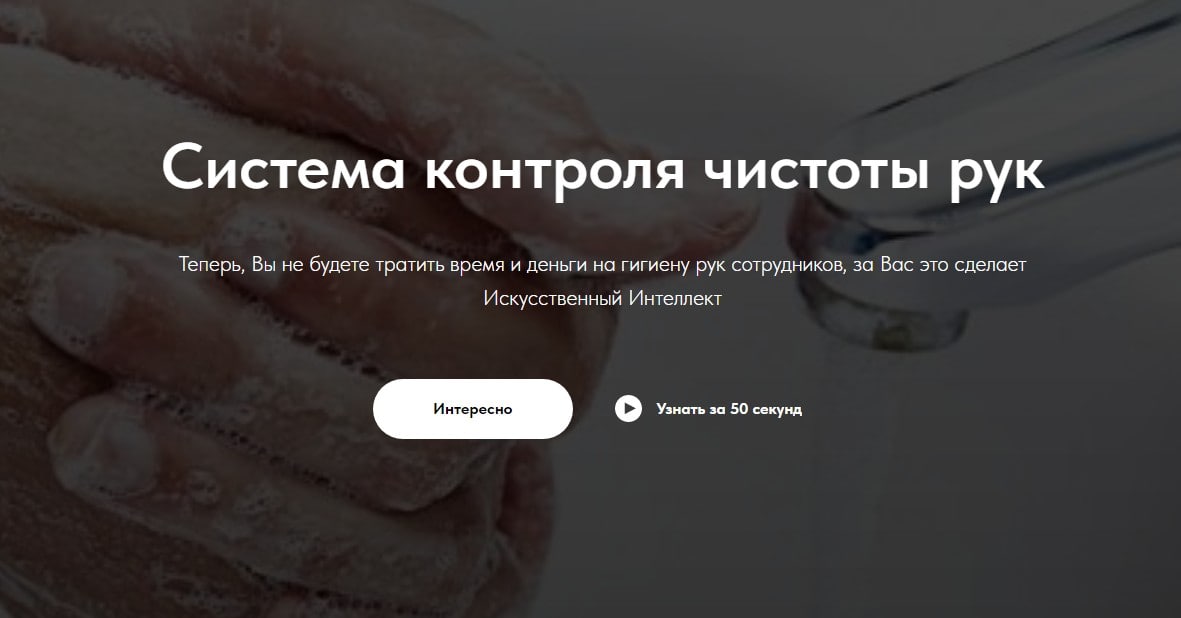 Система контроля чистоты рук
Теперь, Вы не будете тратить время и деньги на гигиену рук сотрудников, за Вас это сделает
Искусственный Интеллект
Интересно
Узнать за 50 секунд